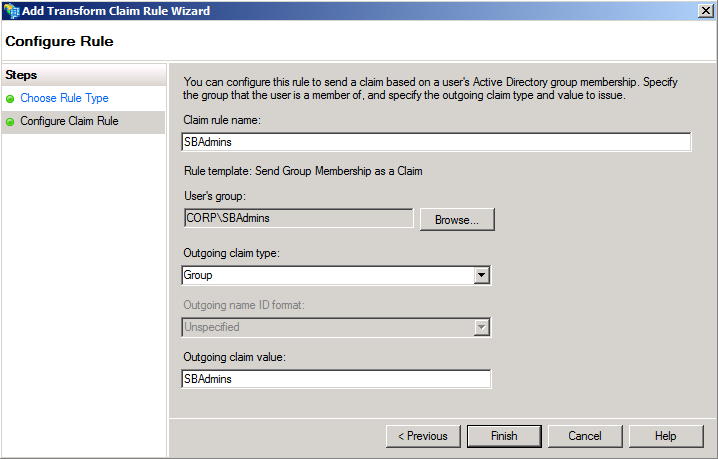 Add Transform Claim Rule Wizard
Configure Rule
Steps
Choose Rule Type
Configure Claim Rule
You can configure this rule to send a claim based on a user's Active Directory group membership. Specify
the group that the user is a member of, and specify the outgoing claim type and value to issue.
Claim rule name:
SBAdmins
Rule template: Send Group Membership as a Claim
User's group:
CORP\SBAdmins
Browse...
Outgoing claim type:
Group
Outgoing name ID format:
Unspecified
Outgoing claim value:
SBAdmins
< Previous
Finish
Cancel
Help